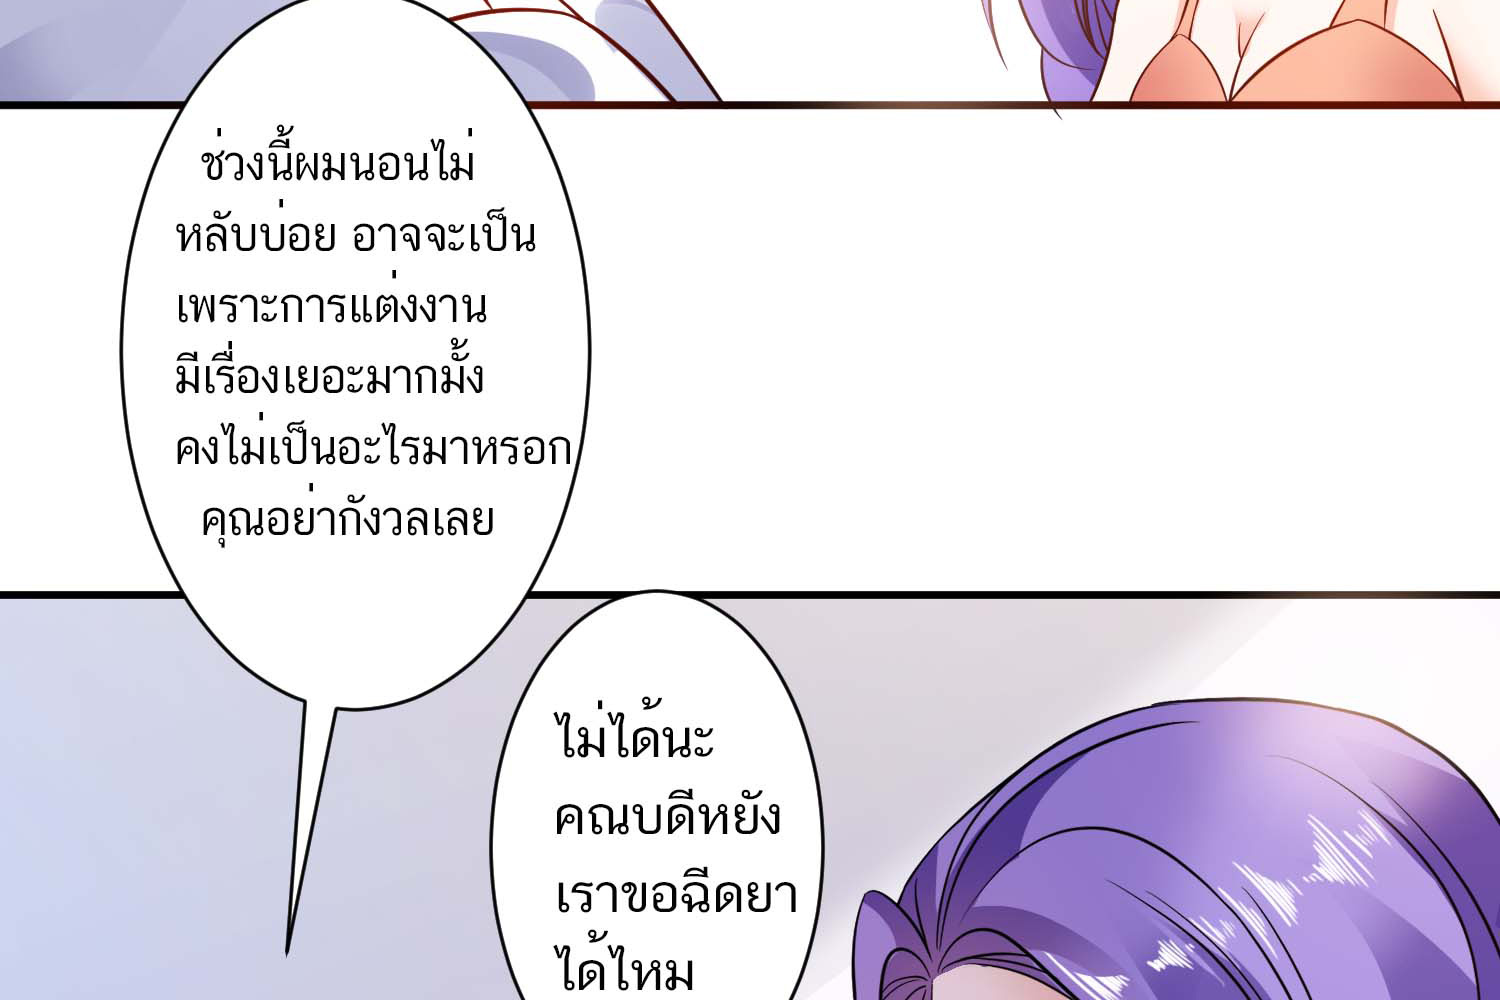 ช่วงนี้ผมนอนไม่
หลับบ่อย อาจจะเป็น
เพราะการแต่งงาน
มีเรื่องเยอะมากมั้ง
คงไม่เป็นอะไรมาหรอก
คุณอย่ากังวลเลย
ไม่ได้นะ
คณบดีหยัง
เราขอฉีดยา
ได้ไหม